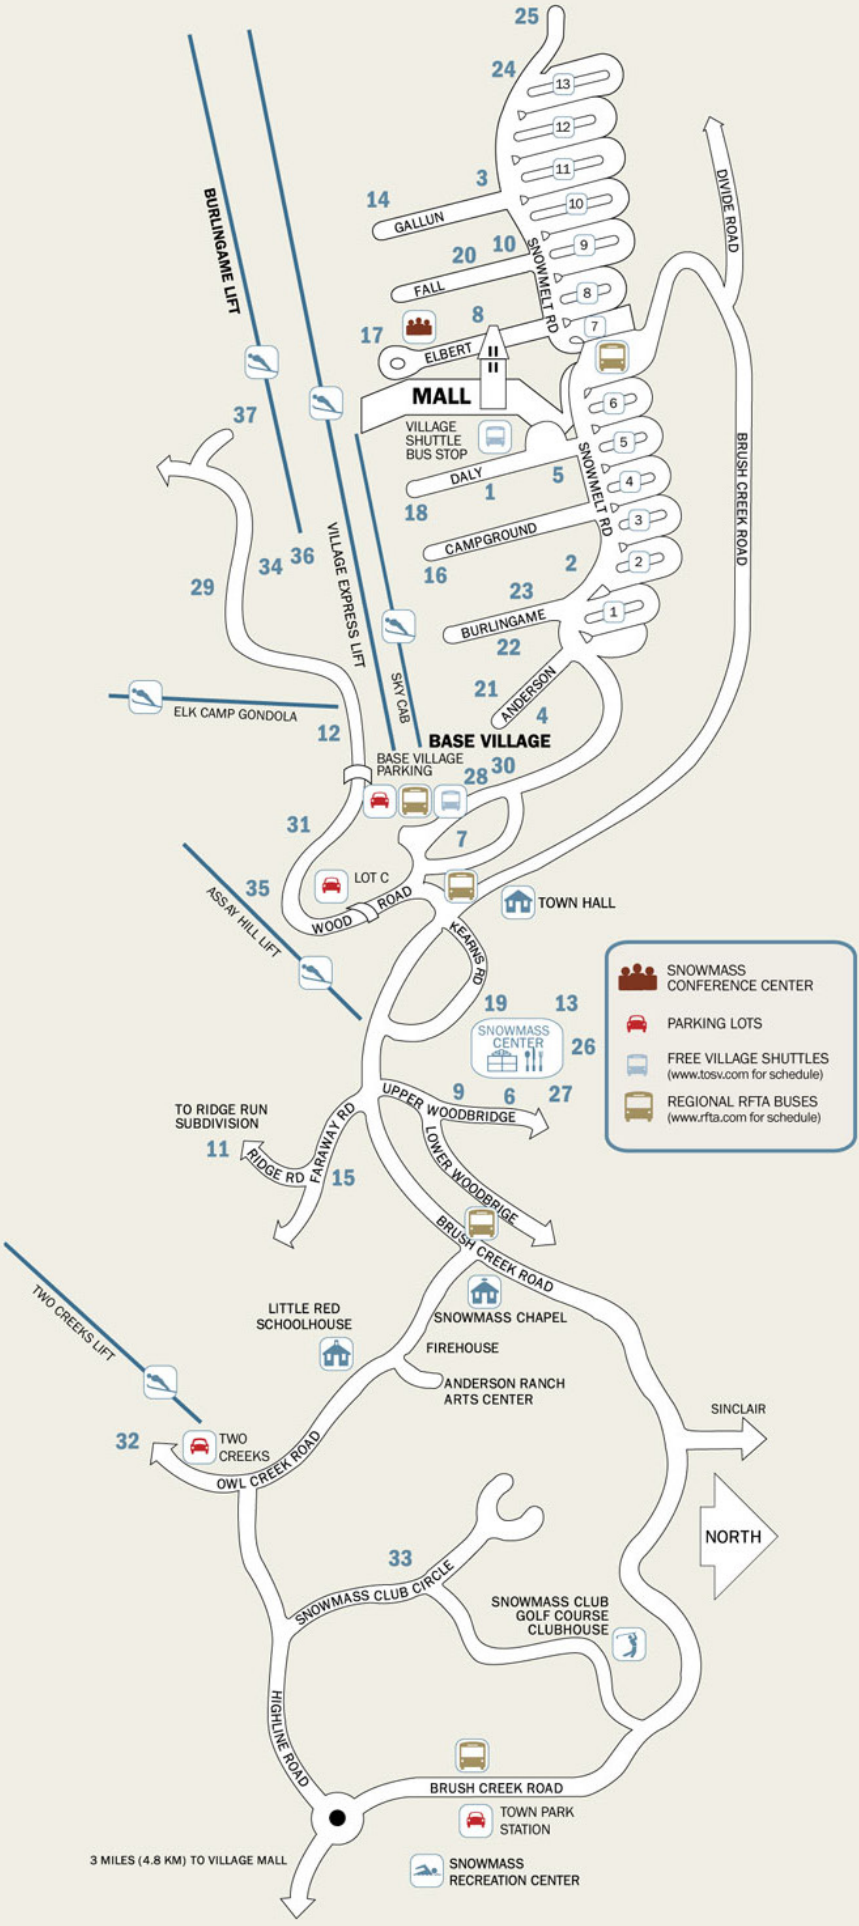 25
24
13
12
11
3
14
10
GALLUN
DIVIDE ROAD
BURLINGAME LIFT
20
10
SNOWMELT RD
9
FALL
8
8
7
17
ELBERT
MALL
6
37
VILLAGE
SHUTTLE
BUS STOP
5
SNOWMELT RD
BRUSH CREEK ROAD
DALY
5
4
1
18
3
CAMPGROUND
VILLAGE EXPRESS LIFT
36
34
2
2
16
29
23
1
BURLINGAME
22
SKY CAB
21
ANDERSON
4
ELK CAMP GONDOLA
12
BASE VILLAGE
BASE VILLAGE
PARKING
30
28
31
7
35
LOT C
WOOD ROAD
TOWN HALL
ASSAY HILL LIFT
KEARNS RD
SNOWMASS
CONFERENCE CENTER
PARKING LOTS
FREE VILLAGE SHUTTLES
(www.tosv.com for schedule)
REGIONAL RFTA BUSES
(www.rfta.com for schedule)
19
13
SNOWMASS
CENTER
26
9
6
27
UPPER WOODBRIDGE
TO RIDGE RUN
SUBDIVISION
11
RIDGE RD
FARAWAY RD
15
LOWER WOODBRIGE
BRUSH CREEK ROAD
TWO CREEKS LIFT
LITTLE RED
SCHOOLHOUSE
SNOWMASS CHAPEL
FIREHOUSE
ANDERSON RANCH
ARTS CENTER
SINCLAIR
32
TWO
CREEKS
OWL CREEK ROAD
NORTH
33
SNOWMASS CLUB CIRCLE
SNOWMASS CLUB
GOLF COURSE
CLUBHOUSE
HIGHLINE ROAD
BRUSH CREEK ROAD
TOWN PARK
STATION
3 MILES (4.8 KM) TO VILLAGE MALL
SNOWMASS
RECREATION CENTER